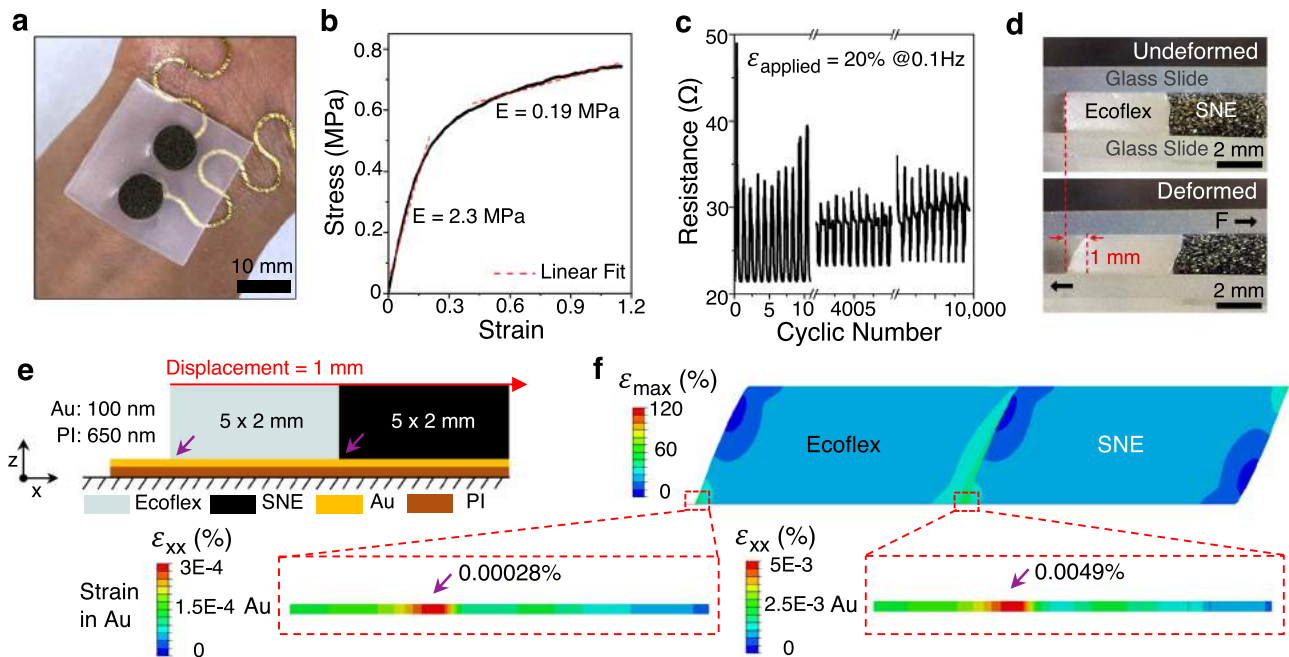 a
10 mm
b
Stress (MPa)
0.8
0.6
0.4
0.2
0
E = 0.19 MPa
E = 2.3 MPa
Linear Fit
0 0.3 0.6 0.9 1.2
Strain
c
Resistance (Ω)
50
40
30
20
ε applied = 20% @0.1Hz
0 5 10 4005 10,000
Cyclic Number
d
Undeformed
Glass Slide
Ecoflex SNE
Glass Slide
2 mm
Deformed
F
1 mm
2 mm
e
Displacement = 1 mm
Au: 100 nm
PI: 650 nm
5 x 2 mm 5 x 2 mm
z
x
Ecoflex SNE Au PI
f
εmax (%)
120
60
0
Ecoflex SNE
εxx (%)
3E-4
1.5E-4
0
Strain
in Au
Au
0.00028%
εxx (%)
5E-3
2.5E-3
0
Au
0.0049%